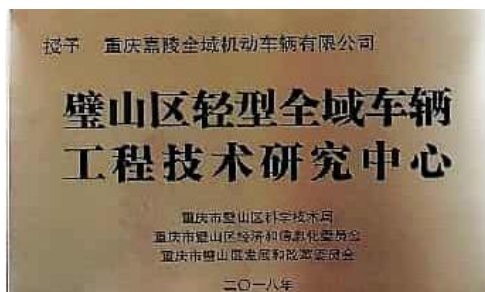 授予 重庆嘉陵全域机动车辆有限公司
璧山区轻型全域车辆
工程技术研究中心
重庆市璧山区科学技术局
重庆市璧山区经济和信息化委员会
重庆市璧山区发展和改革委员会
二〇一八年